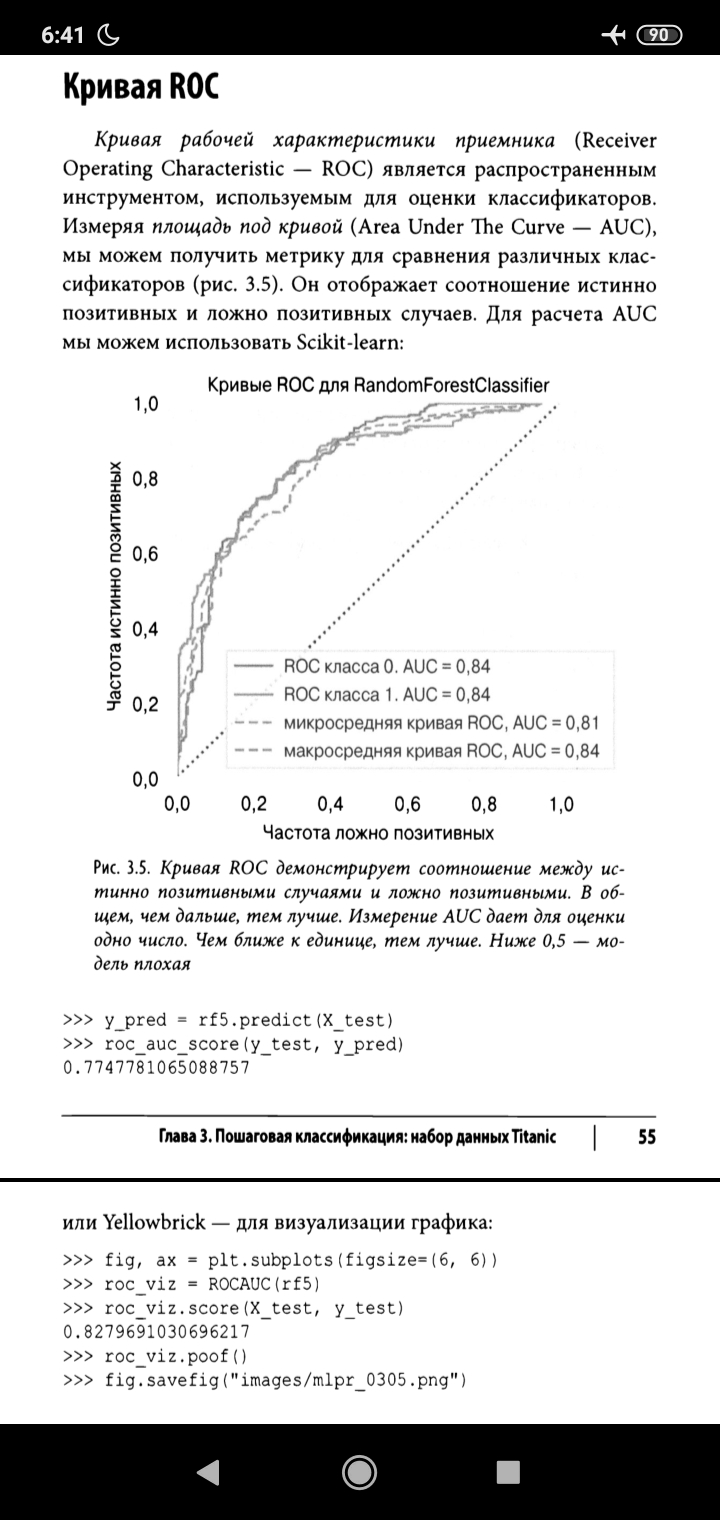 6:41
90
Кривая ROC
Кривая рабочей характеристики приемника (Receiver
Operating Characteristic — ROC) является распространенным
инструментом, используемым для оценки классификаторов.
Измеряя площадь под кривой (Area Under The Curve — AUC),
мы можем получить метрику для сравнения различных клас-
сификаторов (рис. 3.5). Он отображает соотношение истинно
позитивных и ложно позитивных случаев. Для расчета AUC
мы можем использовать Scikit-learn:
Кривые ROC для RandomForestClassifier
1,0
0,8
0,6
0,4
0,2
0,0
Частота истинно позитивных
ROC класса 0. AUC = 0,84
ROC класса 1. AUC = 0,84
микросредняя кривая ROC, AUC = 0,81
макросредняя кривая ROC, AUC = 0,84
0,0 0,2 0,4 0,6 0,8 1,0
Частота ложно позитивных
Рис. 3.5. Кривая ROC демонстрирует соотношение между ис-
тинно позитивными случаями и ложно позитивными. В об-
щем, чем дальше, тем лучше. Измерение AUC дает для оценки
одно число. Чем ближе к единице, тем лучше. Ниже 0,5 — мо-
дель плохая
>>> y_pred = rf5.predict(X_test)
>>> roc_auc_score(y_test, y_pred)
0.7747781065088757
Глава 3. Пошаговая классификация: набор данных Titanic | 55
или Yellowbrick — для визуализации графика:
>>> fig, ax = plt.subplots(figsize=(6, 6))
>>> roc_viz = ROCAUC(rf5)
>>> roc_viz.score(X_test, y_test)
0.8279691030696217
>>> roc_viz.poof()
>>> fig.savefig("images/mlpr_0305.png")